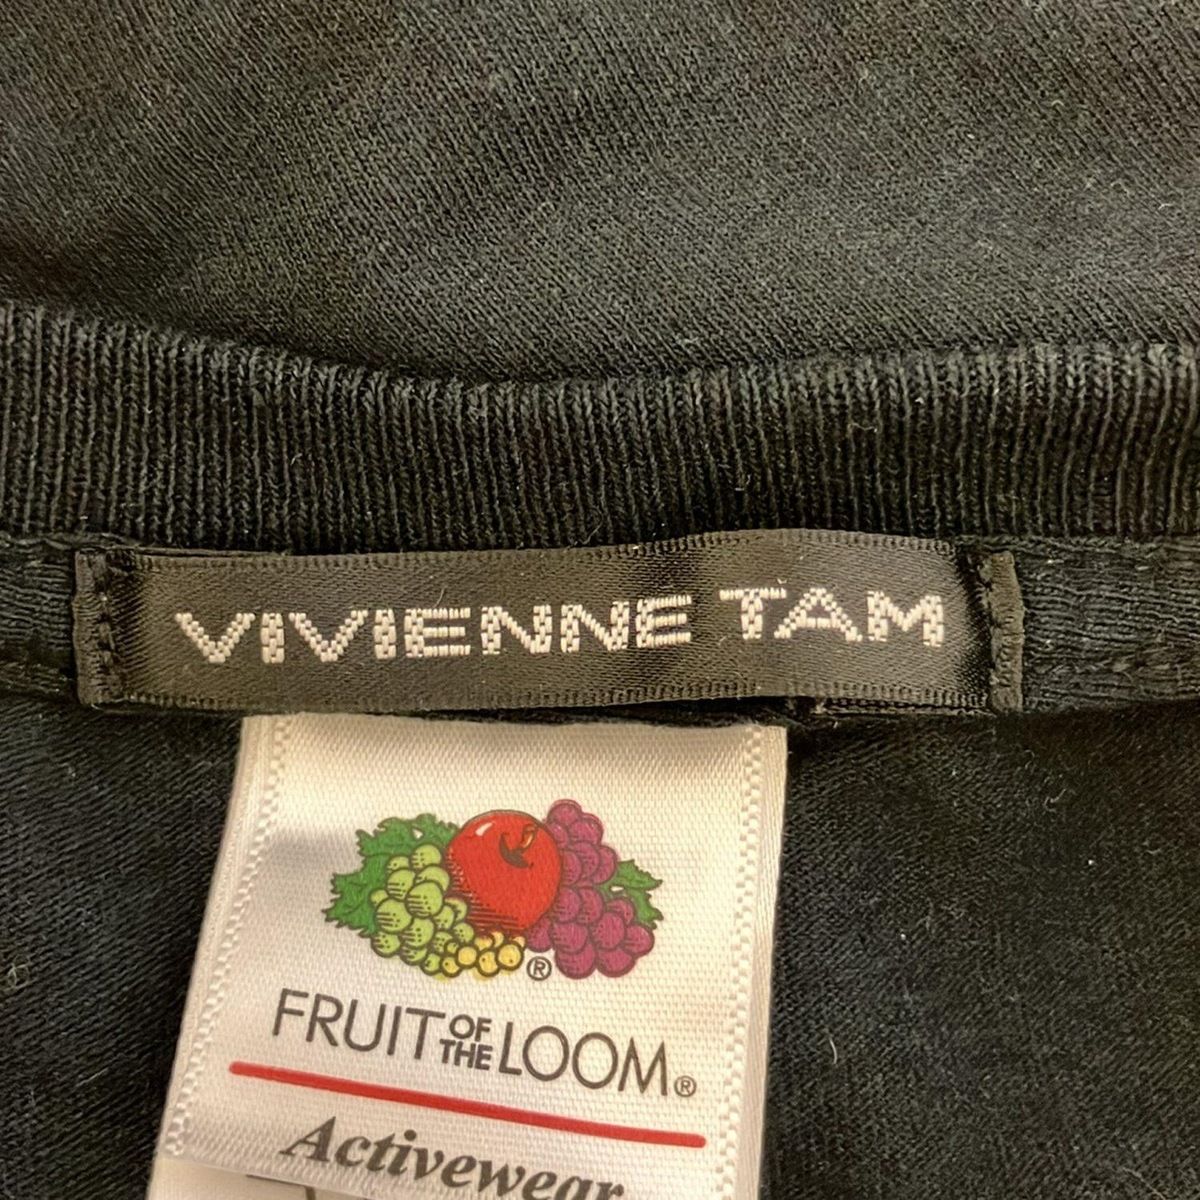 VIVIENNE TAM
®
FRUIT OF THE LOOM®
Activewear